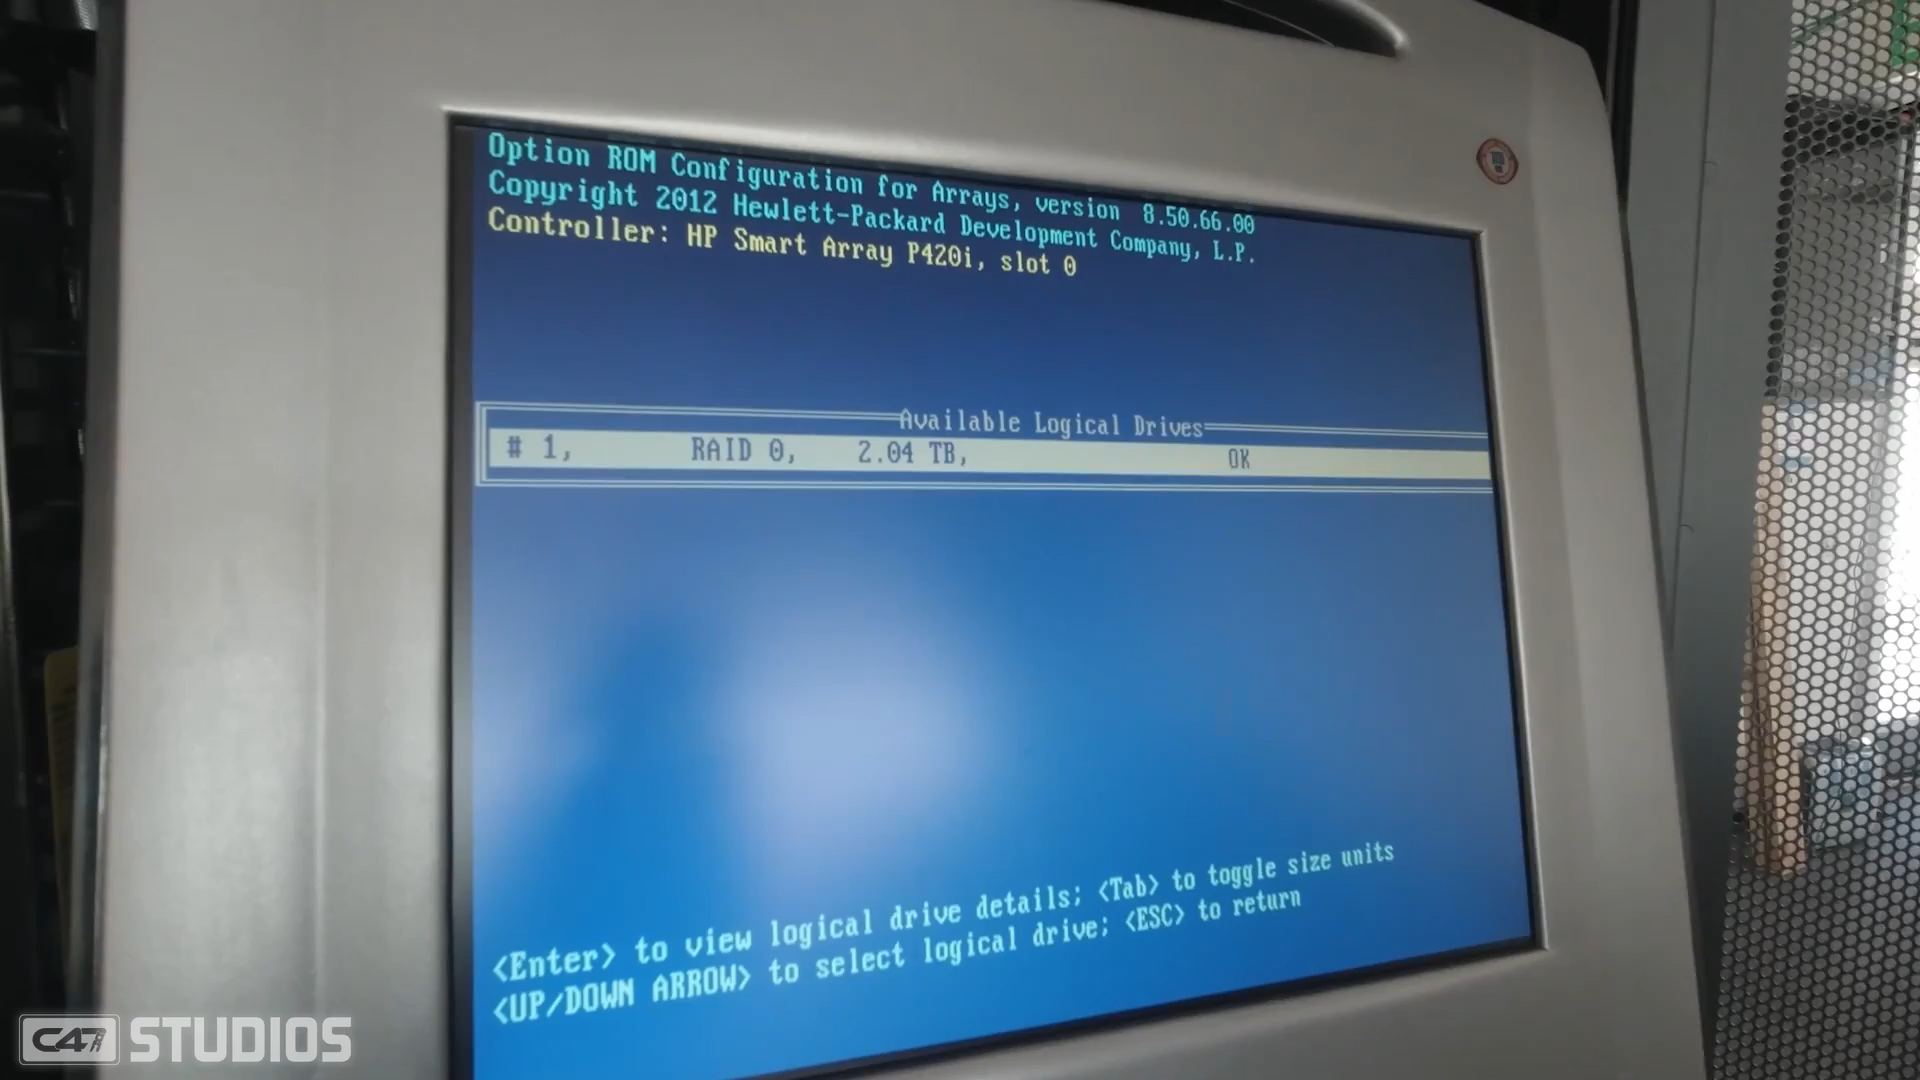 Option ROM Configuration for Arrays, version 8.50.66.00
Copyright 2012 Hewlett-Packard Development Company, L.P.
Controller: HP Smart Array P420i, slot 0
Available Logical Drives
# 1, RAID 0, 2.04 TB, OK
<Enter> to view logical drive details; <Tab> to toggle size units
<UP/DOWN ARROW> to select logical drive; <ESC> to return
C47 STUDIOS